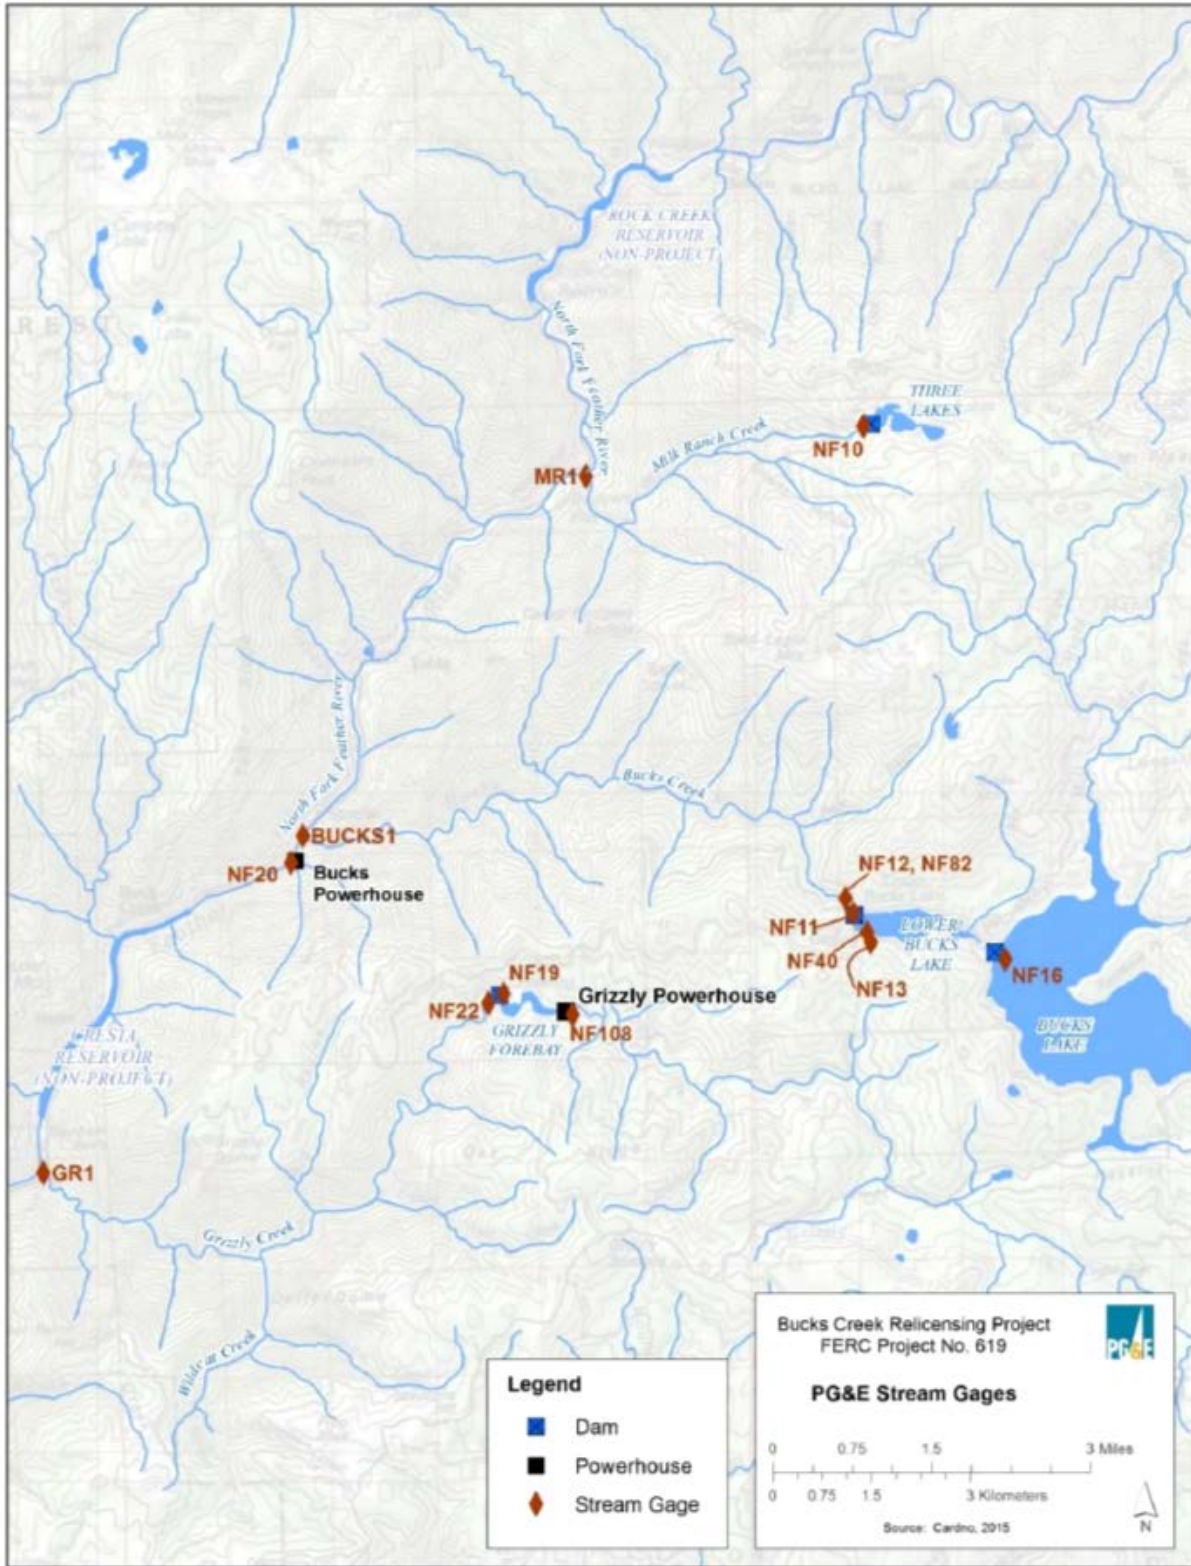 ROCK CREEK
RESERVOIR
(NON-PROJECT)
REST
North Fork Feather River
THREE
LAKES
Milk Ranch Creek
NF10
MR1
North Fork Feather River
Bucks Creek
BUCKS1
NF20
Bucks
Powerhouse
NF12, NF82
NF11
LOWER
BUCKS
LAKE
NF40
NF13
NF16
NF19
Grizzly Powerhouse
NF22
NF108
GRIZZLY
FOREBAY
BUCKS
LAKE
CRESTA
RESERVOIR
(NON-PROJECT)
GR1
Grizzly Creek
Wildcat Creek
Legend
Dam
Powerhouse
Stream Gage
Bucks Creek Relicensing Project
FERC Project No. 619
PG&E
PG&E Stream Gages
0 0.75 1.5 3 Miles
0 0.75 1.5 3 Kilometers
Source: Cardno, 2015
N